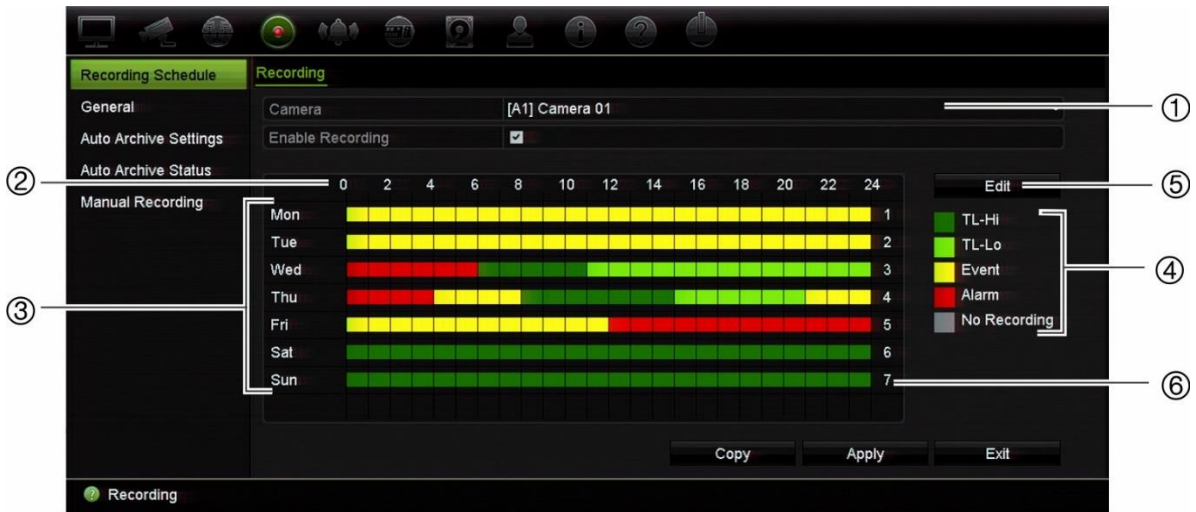 Recording Schedule
Recording
General
Camera
[A1] Camera 01
①
Auto Archive Settings
Enable Recording
Auto Archive Status
②
0 2 4 6 8 10 12 14 16 18 20 22 24
Edit
⑤
Manual Recording
③
Mon 1
Tue 2
Wed 3
Thu 4
Fri 5
Sat 6
Sun 7
TL-Hi
TL-Lo
Event
Alarm
No Recording
④
⑥
Copy
Apply
Exit
Recording